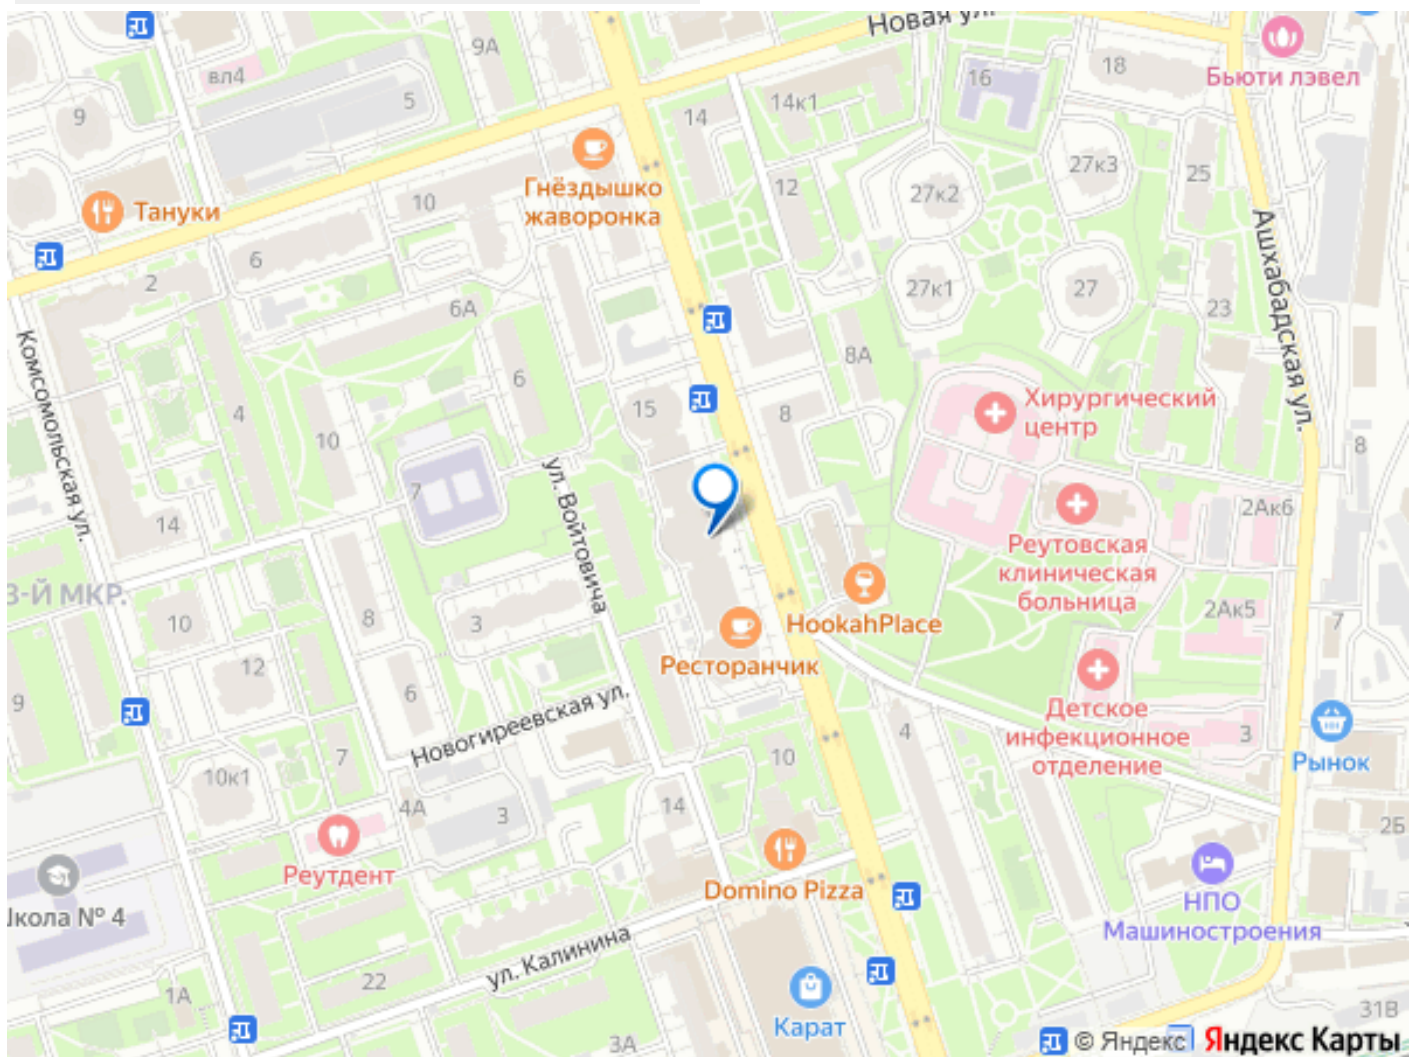 Новая ул.
9А
вл4
5
9
Бьюти лэвел
18
16
14к1
14
Гнёздышко
жаворонка
Тануки
10
12
27к2
27к3
25
6
2
27к1
27
23
Ашхабадская ул.
6А
Комсомольская ул.
8А
6
4
15
8
Хирургический
центр
10
8
ул. Войтовича
7
14
2Ак6
Реутовская
клиническая
больница
3-Й МКР.
10
8
3
HookahPlace
2Ак5
7
Ресторанчик
12
6
9
Новогиреевская ул.
Детское
инфекционное
отделение
4
3
Рынок
7
10
10к1
4А
3
14
2Б
Реутдент
Domino Pizza
НПО
Машиностроения
Школа № 4
ул. Калинина
22
1А
Карат
3А
31В
© Яндекс Яндекс Карты